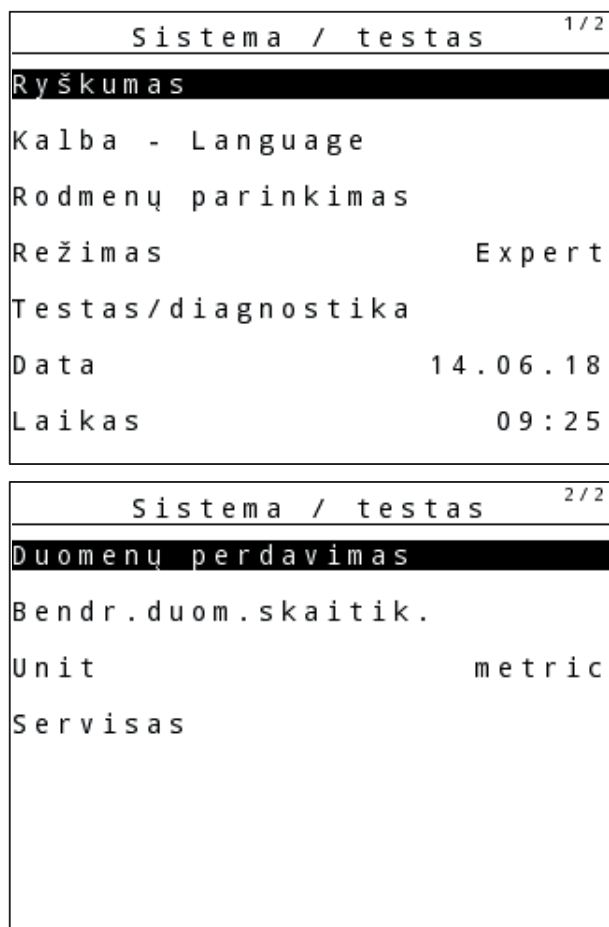 Sistema / testas 1/2
Ryškumas
Kalba - Language
Rodmenų parinkimas
Režimas Expert
Testas/diagnostika
Data 14.06.18
Laikas 09:25
Sistema / testas 2/2
Duomenų perdavimas
Bendr.duom.skaitik.
Unit metric
Servisas